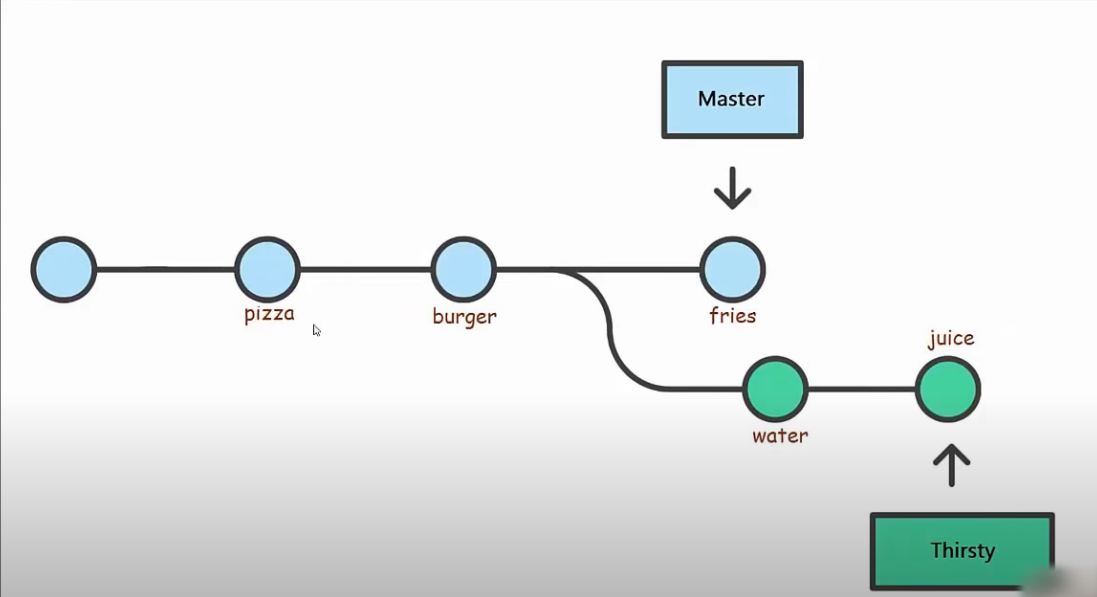 Master
pizza
burger
fries
juice
water
Thirsty